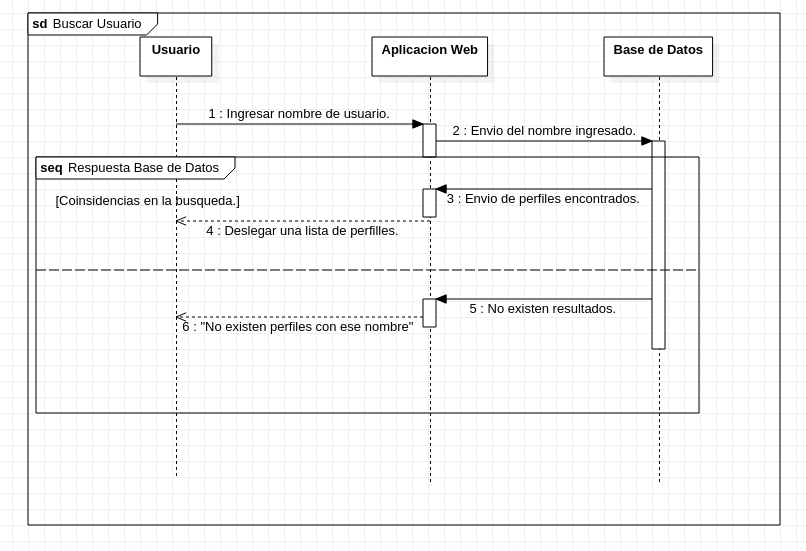 sd Buscar Usuario
Usuario
Aplicacion Web
Base de Datos
1 : Ingresar nombre de usuario.
2 : Envio del nombre ingresado.
seq Respuesta Base de Datos
[Coinsidencias en la busqueda.]
3 : Envio de perfiles encontrados.
4 : Deslegar una lista de perfilles.
5 : No existen resultados.
6 : "No existen perfiles con ese nombre"